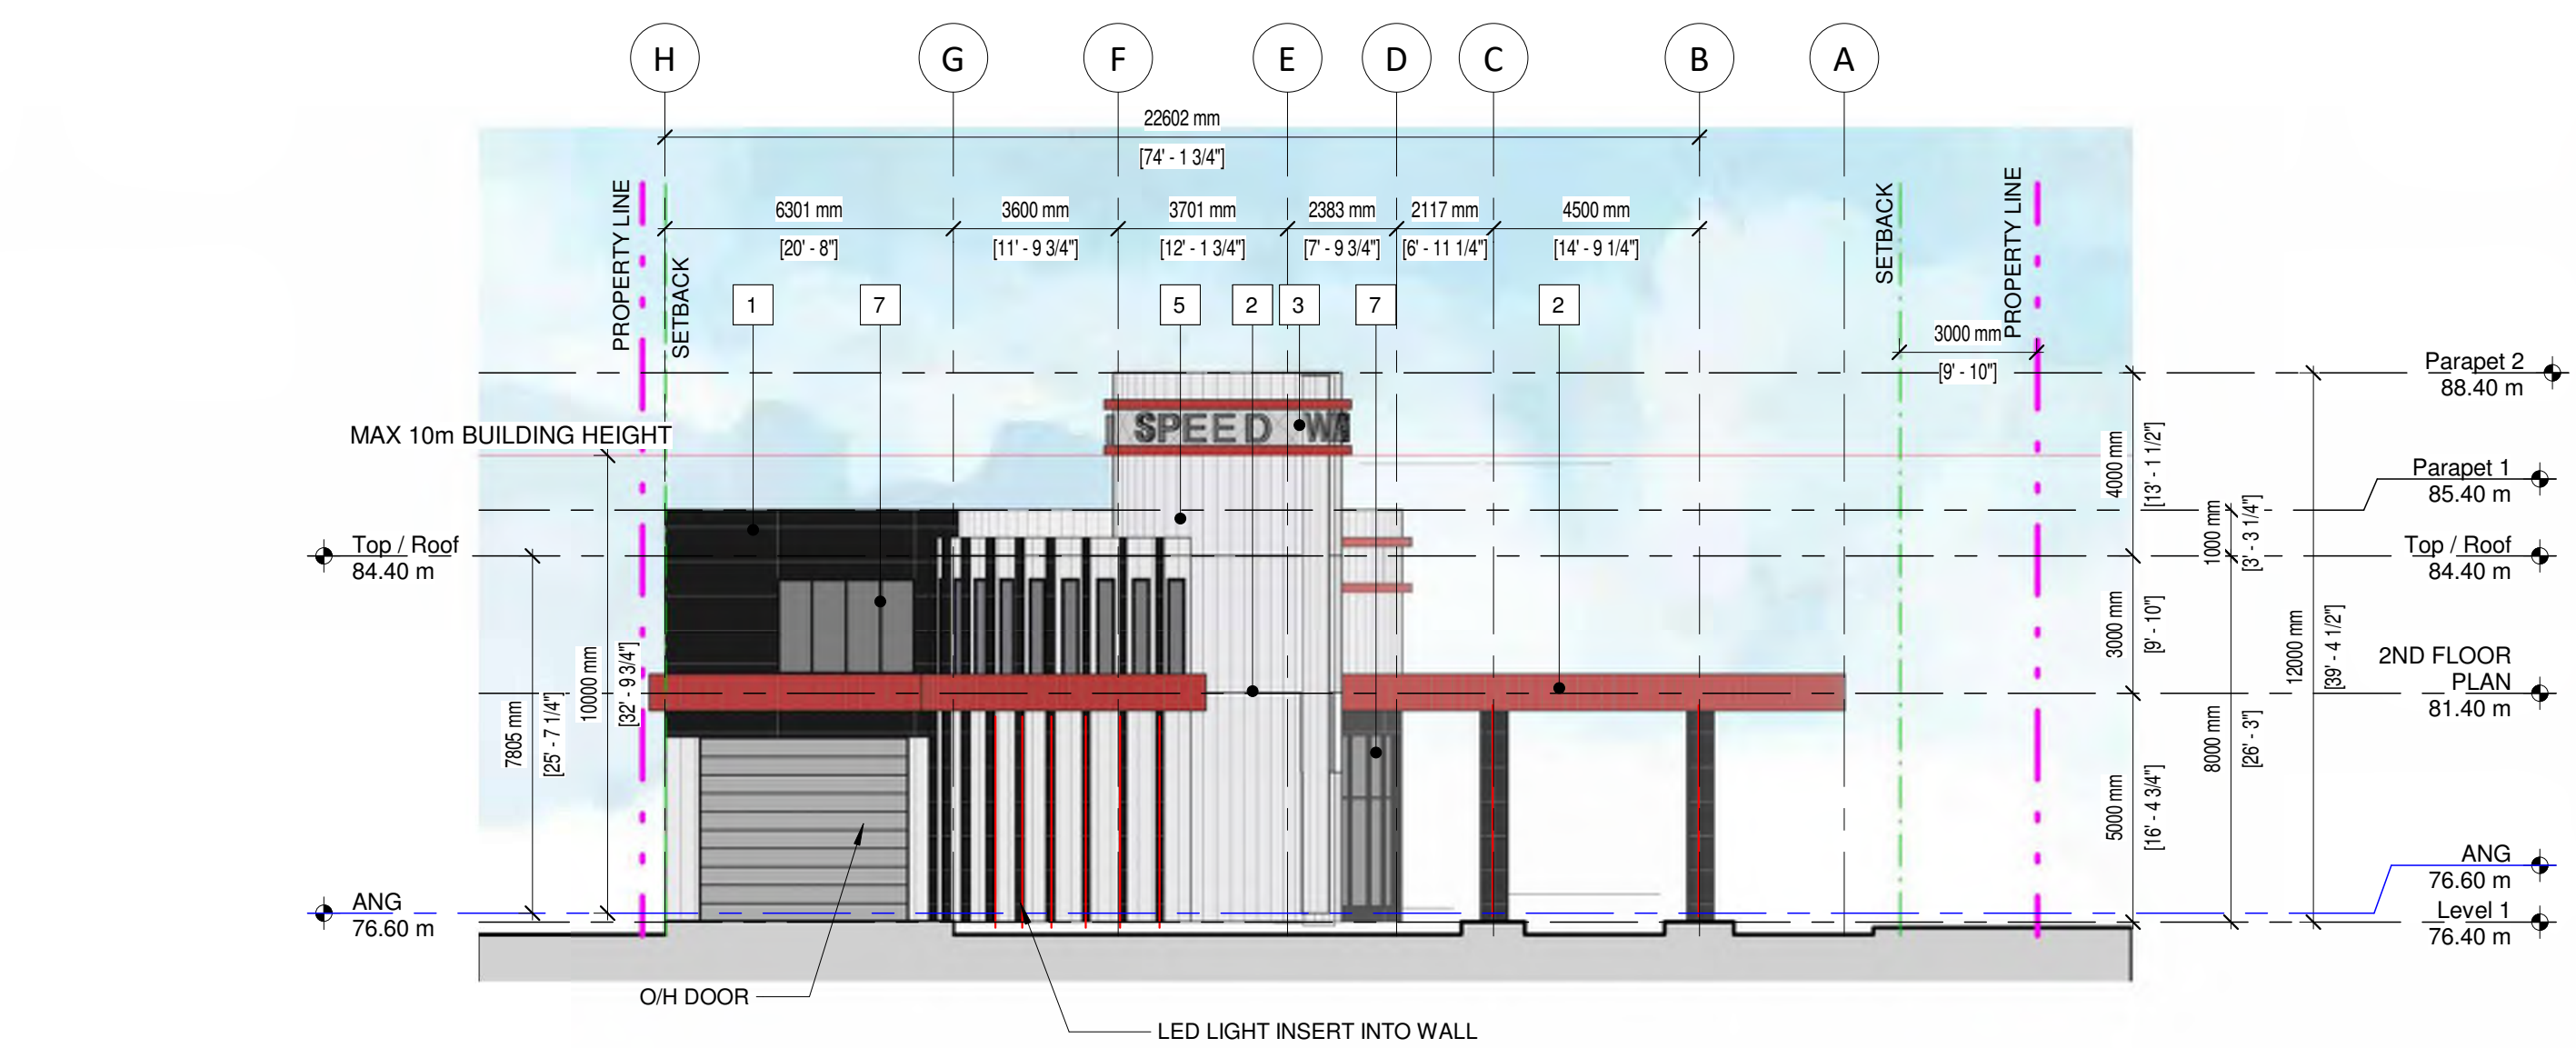 H G F E D C B A
22602 mm
[74' - 1 3/4"]
6301 mm 3600 mm 3701 mm 2383 mm 2117 mm 4500 mm
[20' - 8"] [11' - 9 3/4"] [12' - 1 3/4"] [7' - 9 3/4"] [6' - 11 1/4"] [14' - 9 1/4"]
PROPERTY LINE
SETBACK
SETBACK
PROPERTY LINE
1 7 5 2 3 7 2
3000 mm
[9' - 10"]
Parapet 2
88.40 m
MAX 10m BUILDING HEIGHT
SPEED WA
Parapet 1
85.40 m
Top / Roof
84.40 m
Top / Roof
84.40 m
2ND FLOOR
PLAN
81.40 m
4000 mm
[13' - 1 1/2"]
1000 mm
[3' - 3 1/4"]
3000 mm
[9' - 10"]
12000 mm
[39' - 4 1/2"]
8000 mm
[26' - 3"]
5000 mm
[16' - 4 3/4"]
7805 mm
[25' - 7 1/4"]
10000 mm
[32' - 9 3/4"]
ANG
76.60 m
ANG
76.60 m
Level 1
76.40 m
O/H DOOR
LED LIGHT INSERT INTO WALL